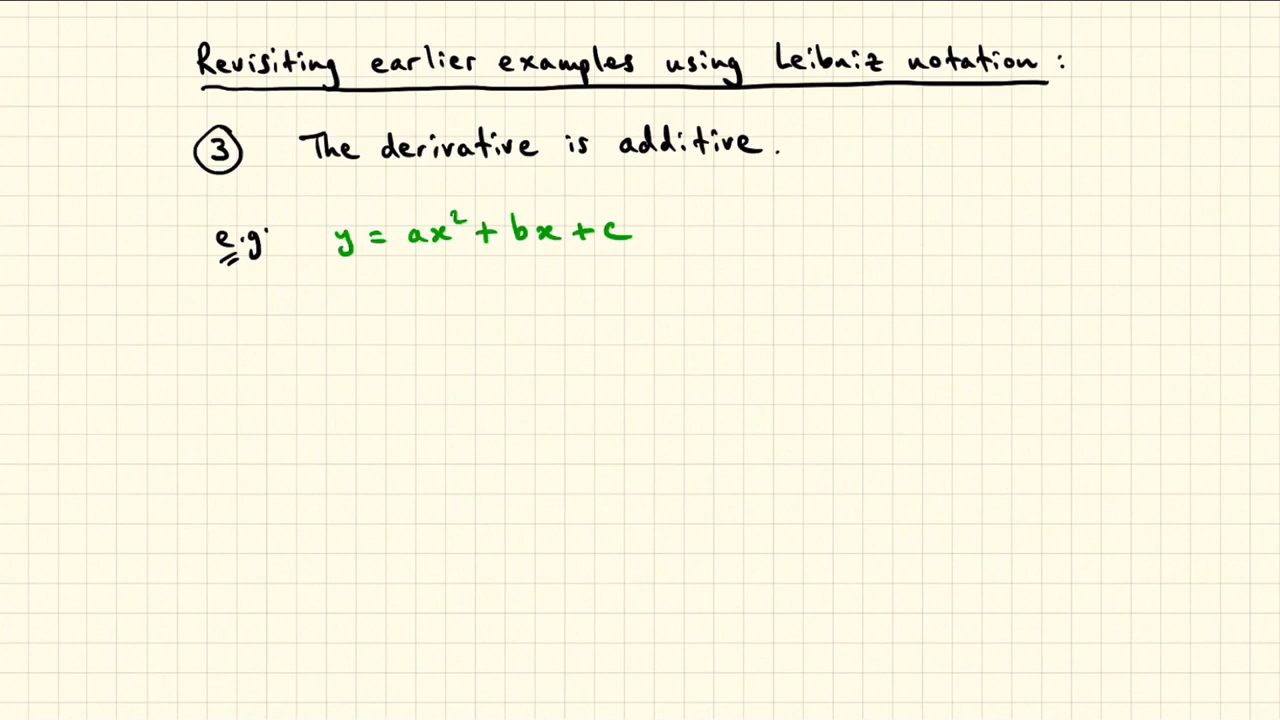 Revisiting earlier examples using Leibniz notation :
③ The derivative is additive.
e.g. y = ax² + bx + c